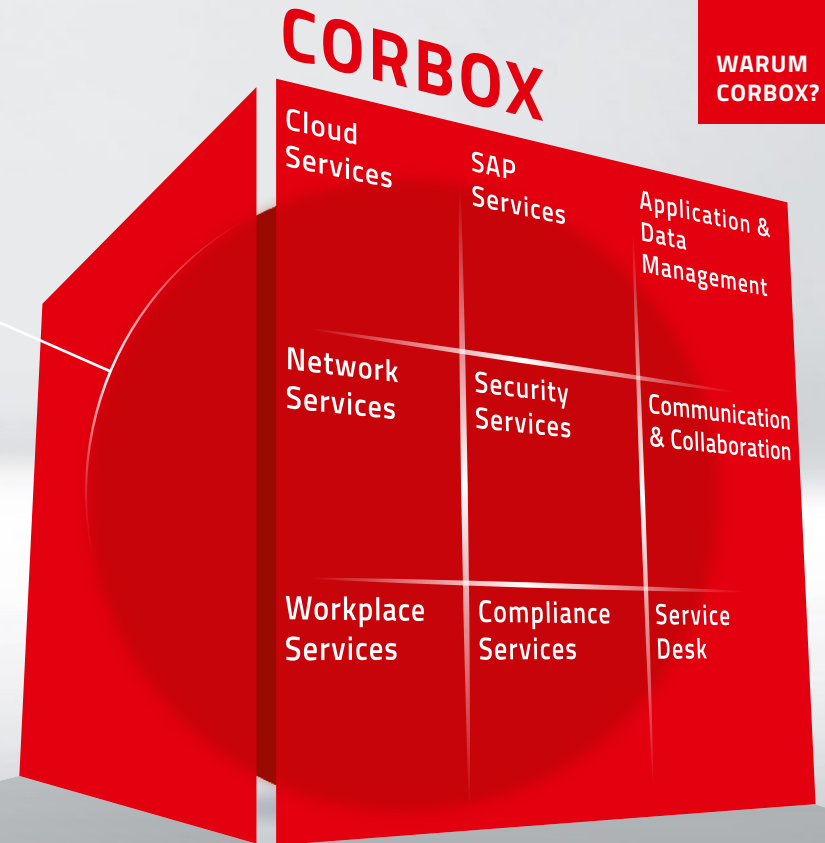 CORBOX
WARUM
CORBOX?
Cloud
Services
SAP
Services
Application &
Data
Management
Network
Services
Security
Services
Communication
& Collaboration
Workplace
Services
Compliance
Services
Service
Desk